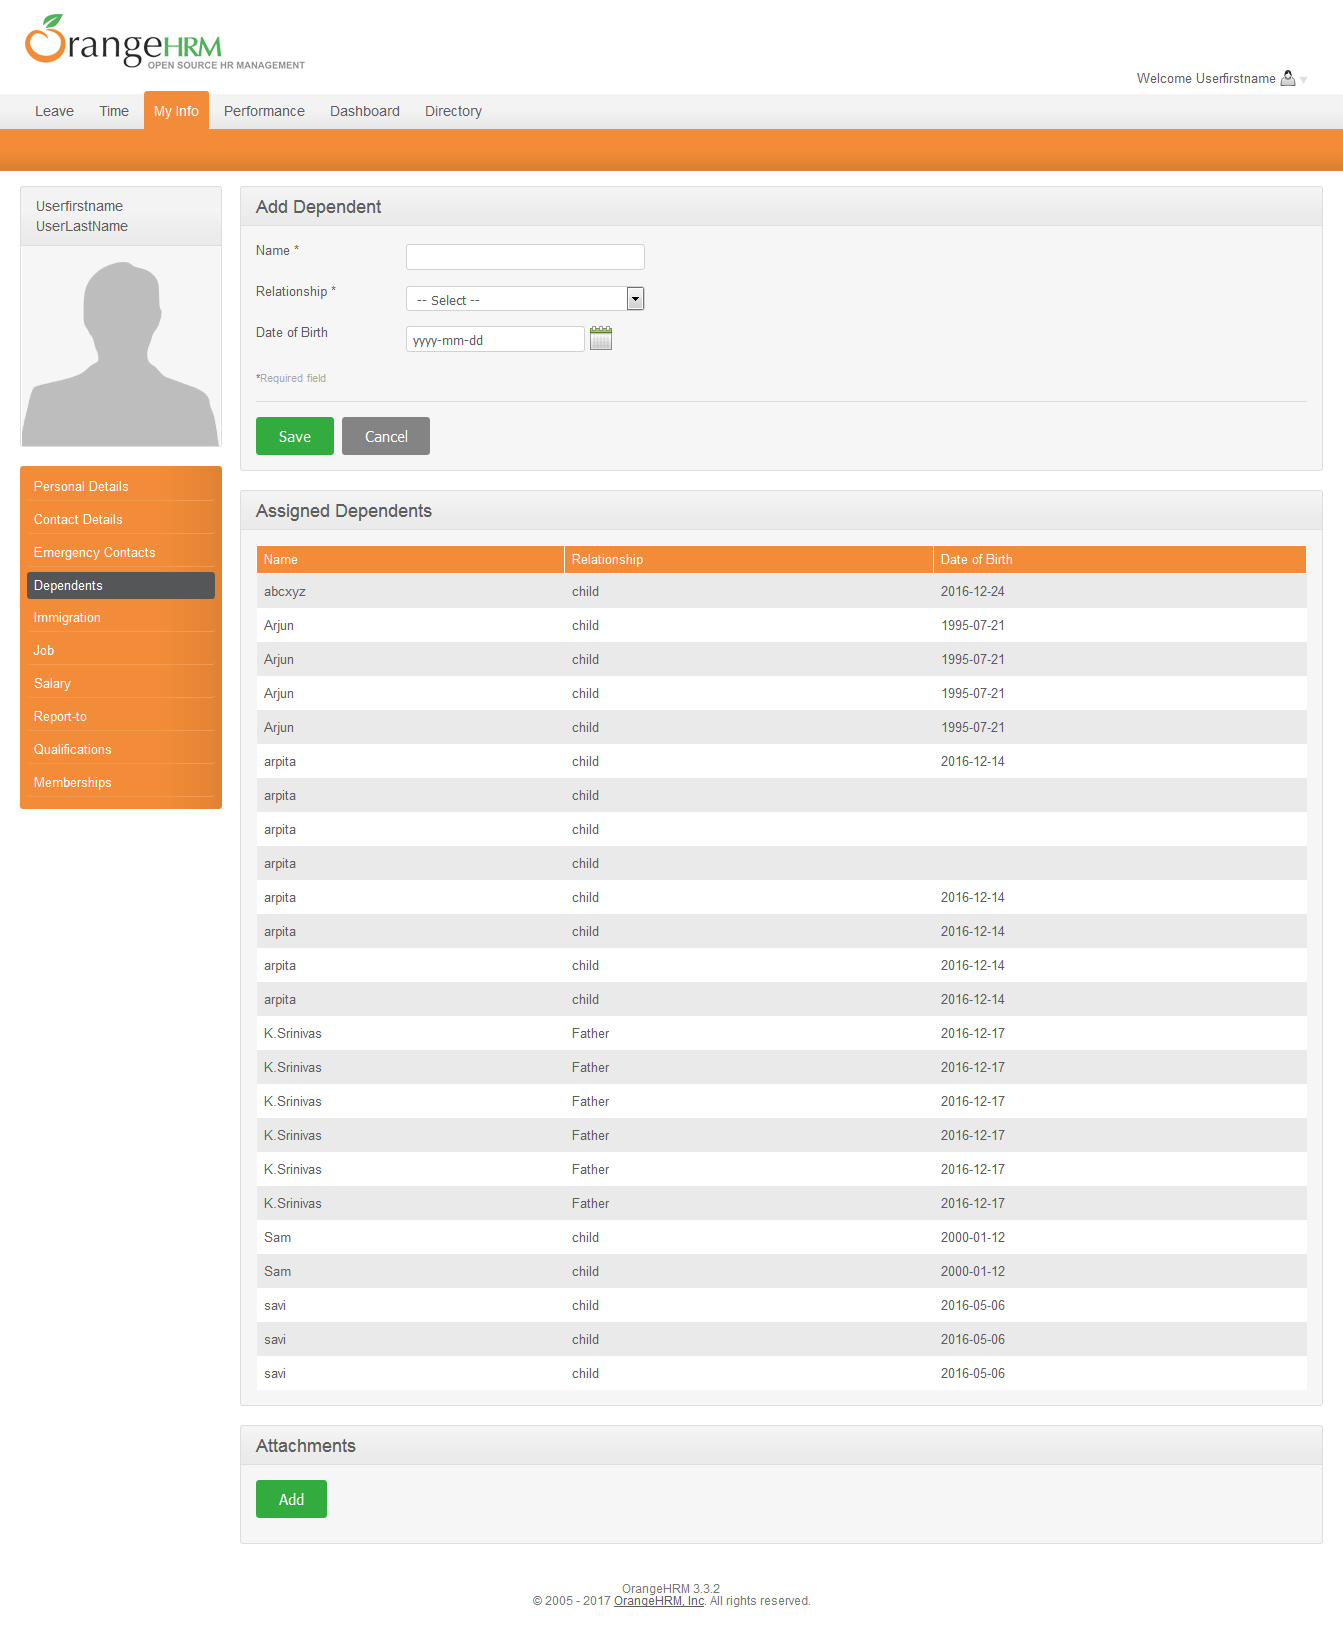 OrangeHRM
OPEN SOURCE HR MANAGEMENT
Welcome Userfirstname
Leave Time My Info Performance Dashboard Directory
Userfirstname
UserLastName
Personal Details
Contact Details
Emergency Contacts
Dependents
Immigration
Job
Salary
Report-to
Qualifications
Memberships
Add Dependent
Name *
Relationship * -- Select --
Date of Birth yyyy-mm-dd
*Required field
Save Cancel
Assigned Dependents
Name Relationship Date of Birth
abcxyz child 2016-12-24
Arjun child 1995-07-21
Arjun child 1995-07-21
Arjun child 1995-07-21
Arjun child 1995-07-21
arpita child 2016-12-14
arpita child
arpita child
arpita child
arpita child 2016-12-14
arpita child 2016-12-14
arpita child 2016-12-14
arpita child 2016-12-14
K.Srinivas Father 2016-12-17
K.Srinivas Father 2016-12-17
K.Srinivas Father 2016-12-17
K.Srinivas Father 2016-12-17
K.Srinivas Father 2016-12-17
K.Srinivas Father 2016-12-17
Sam child 2000-01-12
Sam child 2000-01-12
savi child 2016-05-06
savi child 2016-05-06
savi child 2016-05-06
Attachments
Add
OrangeHRM 3.3.2
© 2005 - 2017 OrangeHRM, Inc. All rights reserved.